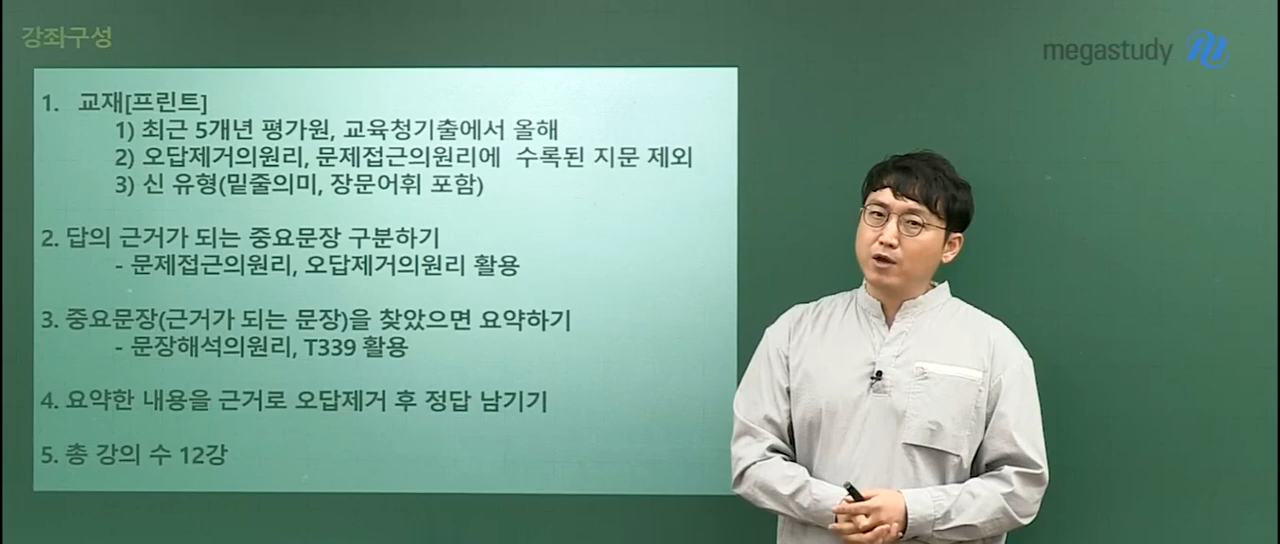 강좌구성
megastudy
1. 교재[프린트]
1) 최근 5개년 평가원, 교육청기출에서 올해
2) 오답제거의원리, 문제접근의원리에 수록된 지문 제외
3) 신 유형(밑줄의미, 장문어휘 포함)
2. 답의 근거가 되는 중요문장 구분하기
- 문제접근의원리, 오답제거의원리 활용
3. 중요문장(근거가 되는 문장)을 찾았으면 요약하기
- 문장해석의원리, T339 활용
4. 요약한 내용을 근거로 오답제거 후 정답 남기기
5. 총 강의 수 12강